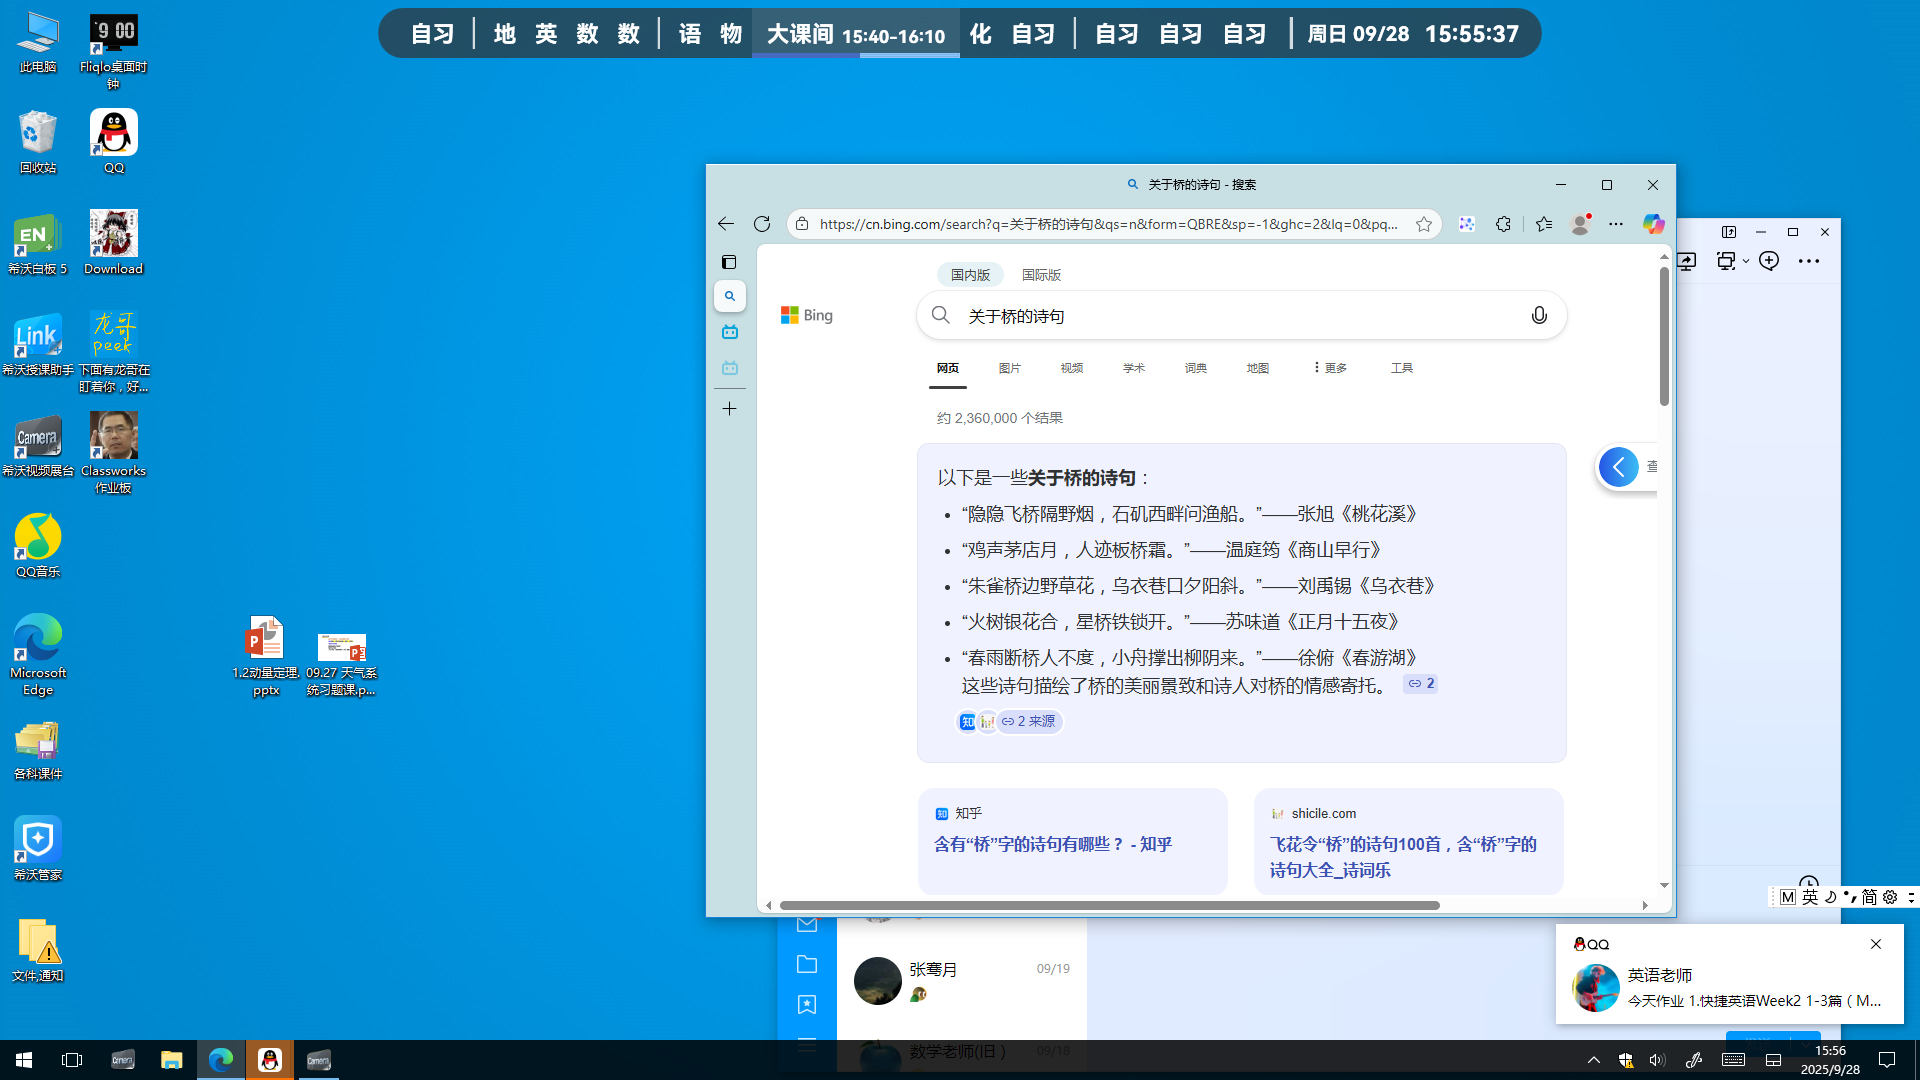 自习 | 地 英 数 数 | 语 物 大课间 15:40-16:10 化 自习 | 自习 自习 自习 | 周日 09/28 15:55:37
此电脑
Fliqlo桌面时钟
回收站
QQ
EN
希沃白板 5
Download
Link
希沃授课助手
龙哥
peek
下面有龙哥在盯着你，好...
Camera
希沃视频展台
Classworks
作业板
QQ音乐
Microsoft
Edge
各科课件
希沃管家
文件,通知
1.2动量定理.
pptx
09.27 天气系
统习题课.p...
关于桥的诗句 - 搜索
https://cn.bing.com/search?q=关于桥的诗句&qs=n&form=QBRE&sp=-1&ghc=2&lq=0&pq...
国内版 国际版
Bing
关于桥的诗句
网页 图片 视频 学术 词典 地图 更多 工具
约 2,360,000 个结果
以下是一些关于桥的诗句：
“隐隐飞桥隔野烟，石矶西畔问渔船。”——张旭《桃花溪》
“鸡声茅店月，人迹板桥霜。”——温庭筠《商山早行》
“朱雀桥边野草花，乌衣巷口夕阳斜。”——刘禹锡《乌衣巷》
“火树银花合，星桥铁锁开。”——苏味道《正月十五夜》
“春雨断桥人不度，小舟撑出柳阴来。”——徐俯《春游湖》
这些诗句描绘了桥的美丽景致和诗人对桥的情感寄托。 2
知 2 来源
查
知 知乎
含有“桥”字的诗句有哪些？ - 知乎
shicile.com
飞花令“桥”的诗句100首，含“桥”字的
诗句大全_诗词乐
张骞月 09/19
数学老师(旧） 09/18
M 英 简
QQ
英语老师
今天作业 1.快捷英语Week2 1-3篇（M...
Camera
Camera
15:56
2025/9/28